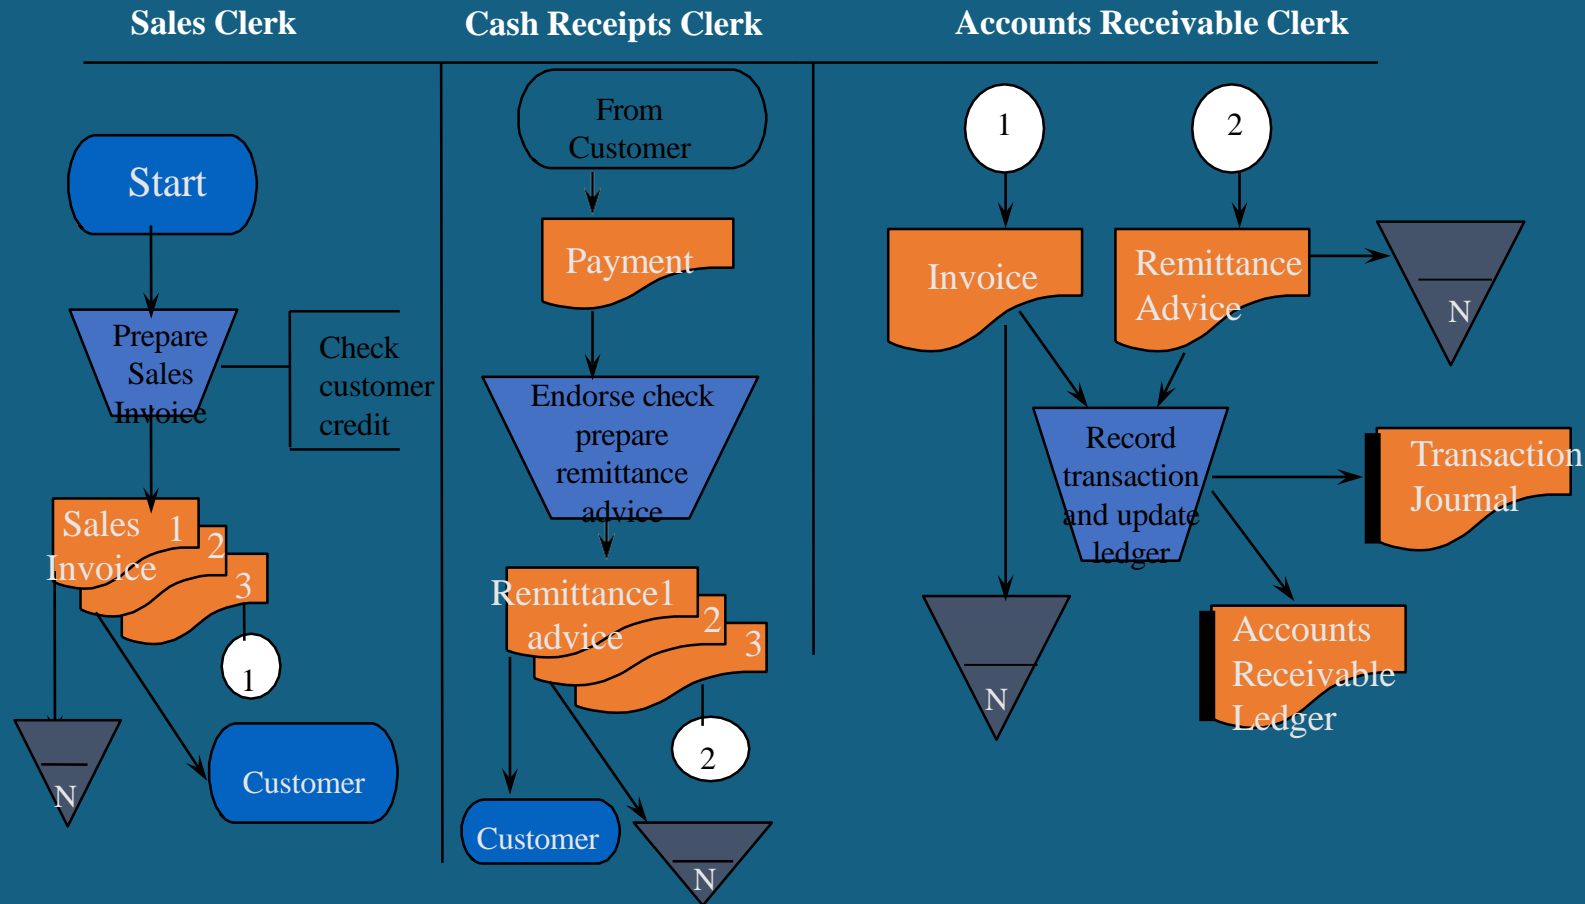 Sales Clerk
Cash Receipts Clerk
Accounts Receivable Clerk
Start
Prepare
Sales
Invoice
Check
customer
credit
Sales
Invoice
1
2
3
1
N
Customer
From
Customer
Payment
Endorse check
prepare
remittance
advice
Remittance1
advice
2
3
2
Customer
N
1
2
Invoice
Remittance
Advice
N
Record
transaction
and update
ledger
Transaction
Journal
N
Accounts
Receivable
Ledger